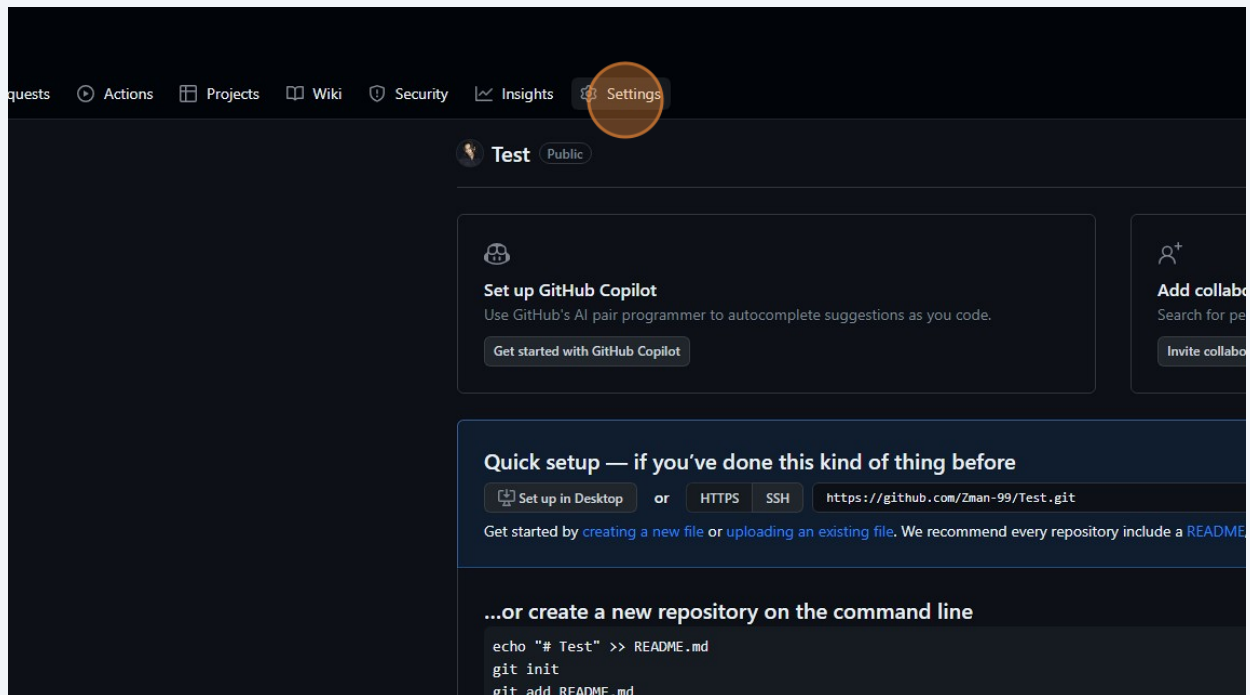 quests Actions Projects Wiki Security Insights Settings
Test Public
Set up GitHub Copilot
Use GitHub's AI pair programmer to autocomplete suggestions as you code.
Get started with GitHub Copilot
Add collabo
Search for pe
Invite collabo
Quick setup — if you've done this kind of thing before
Set up in Desktop or HTTPS SSH https://github.com/Zman-99/Test.git
Get started by creating a new file or uploading an existing file. We recommend every repository include a README,
...or create a new repository on the command line
echo "# Test" >> README.md
git init
git add README.md